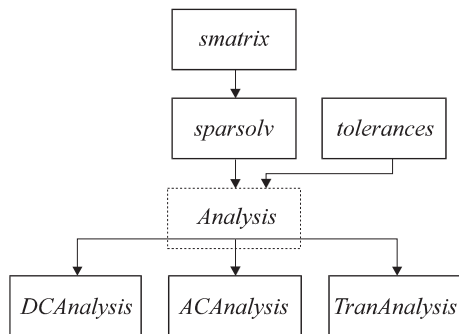 smatrix
sparsolv
tolerances
Analysis
DCAnalysis
ACAnalysis
TranAnalysis